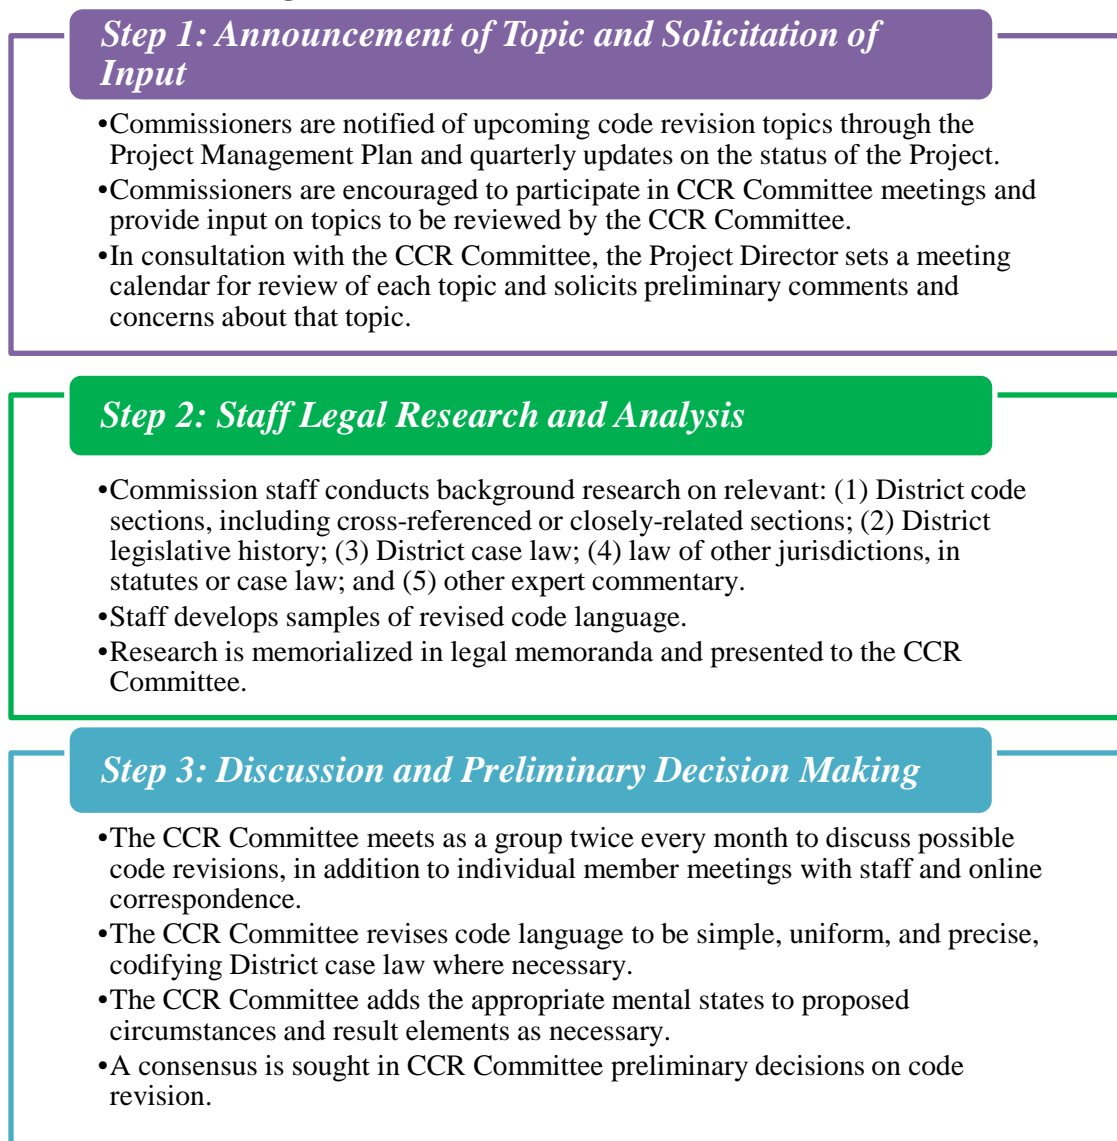 Step 1: Announcement of Topic and Solicitation of
Input
•Commissioners are notified of upcoming code revision topics through the
Project Management Plan and quarterly updates on the status of the Project.
•Commissioners are encouraged to participate in CCR Committee meetings and
provide input on topics to be reviewed by the CCR Committee.
•In consultation with the CCR Committee, the Project Director sets a meeting
calendar for review of each topic and solicits preliminary comments and
concerns about that topic.
Step 2: Staff Legal Research and Analysis
•Commission staff conducts background research on relevant: (1) District code
sections, including cross-referenced or closely-related sections; (2) District
legislative history; (3) District case law; (4) law of other jurisdictions, in
statutes or case law; and (5) other expert commentary.
•Staff develops samples of revised code language.
•Research is memorialized in legal memoranda and presented to the CCR
Committee.
Step 3: Discussion and Preliminary Decision Making
•The CCR Committee meets as a group twice every month to discuss possible
code revisions, in addition to individual member meetings with staff and online
correspondence.
•The CCR Committee revises code language to be simple, uniform, and precise,
codifying District case law where necessary.
•The CCR Committee adds the appropriate mental states to proposed
circumstances and result elements as necessary.
•A consensus is sought in CCR Committee preliminary decisions on code
revision.